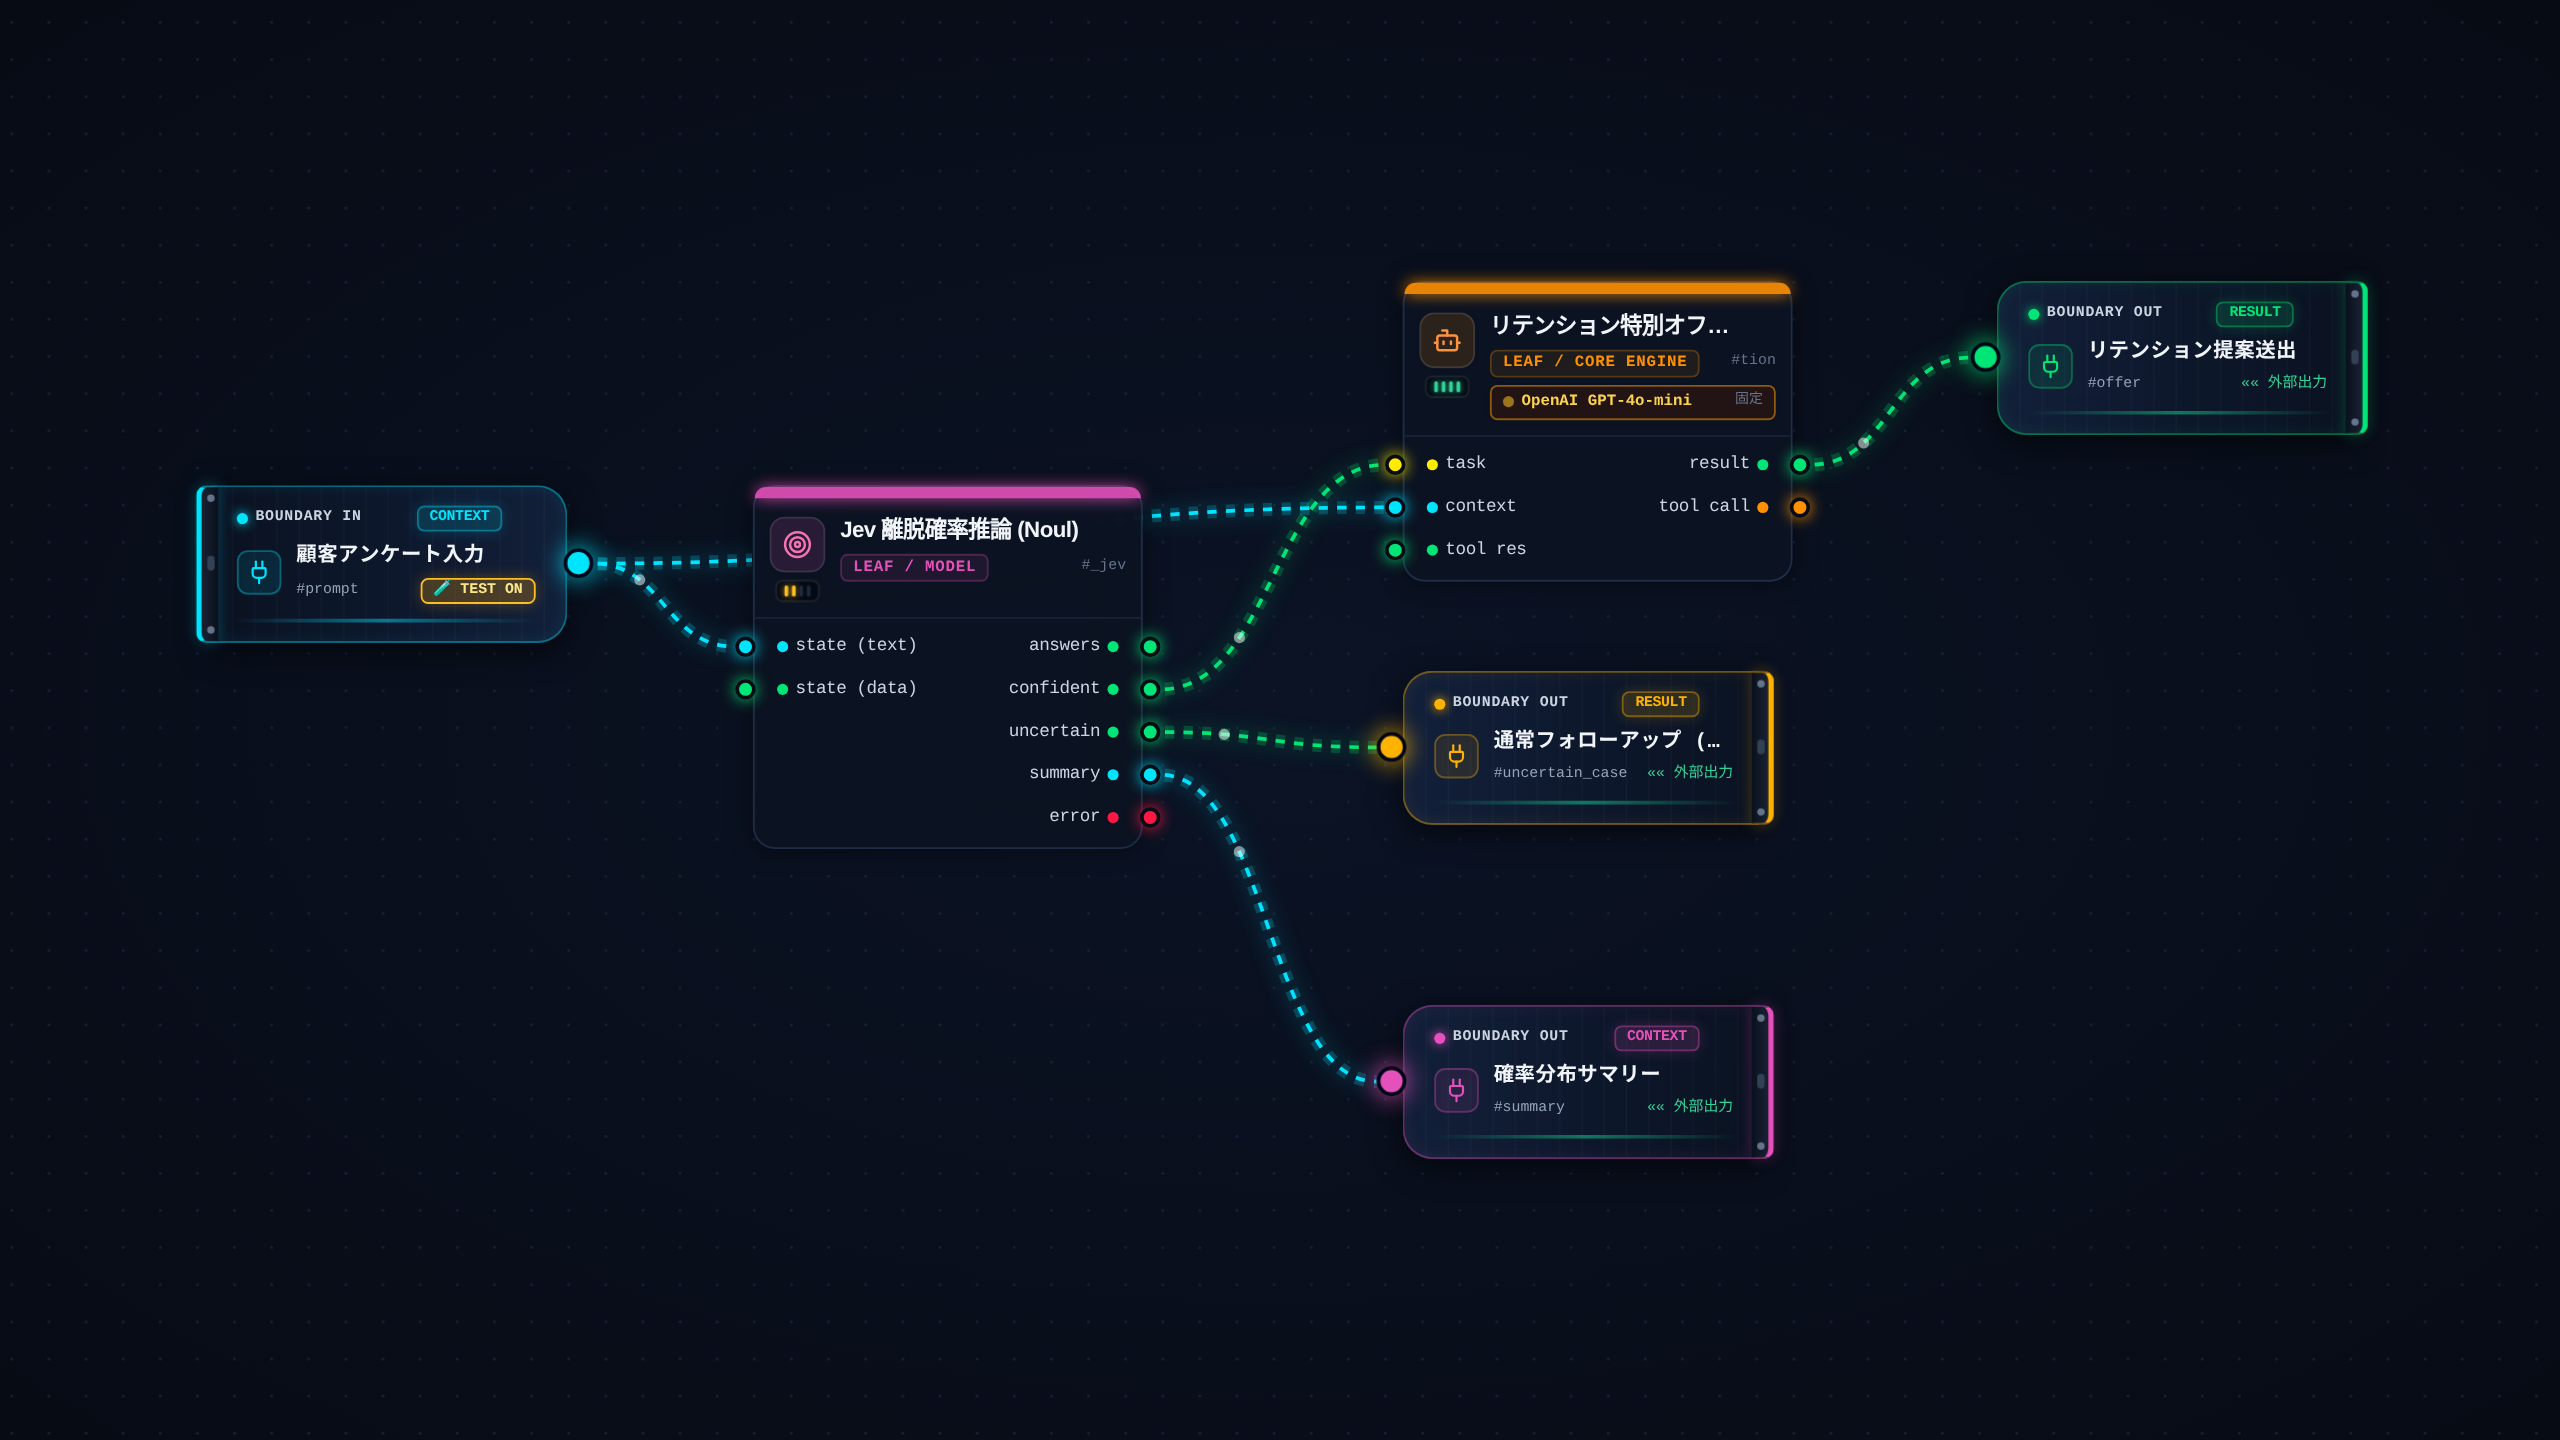 BOUNDARY IN
CONTEXT
顧客アンケート入力
#prompt
🧪 TEST ON
Jev 離脱確率推論 (Noul)
LEAF / MODEL
#_jev
state (text)
answers
state (data)
confident
uncertain
summary
error
リテンション特別オフ…
LEAF / CORE ENGINE
#tion
OpenAI GPT-4o-mini
固定
task
result
context
tool call
tool res
BOUNDARY OUT
RESULT
リテンション提案送出
#offer
«« 外部出力
BOUNDARY OUT
RESULT
通常フォローアップ (…
#uncertain_case
«« 外部出力
BOUNDARY OUT
CONTEXT
確率分布サマリー
#summary
«« 外部出力